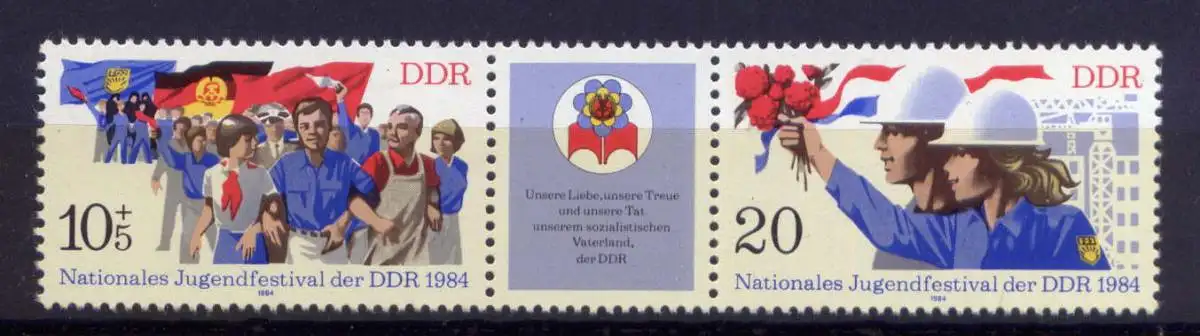 DDR
10+5
Nationales Jugendfestival der DDR 1984
1984
Unsere Liebe, unsere Treue
und unsere Tat
unserem sozialistischen
Vaterland,
der DDR
DDR
20
Nationales Jugendfestival der DDR 1984
1984